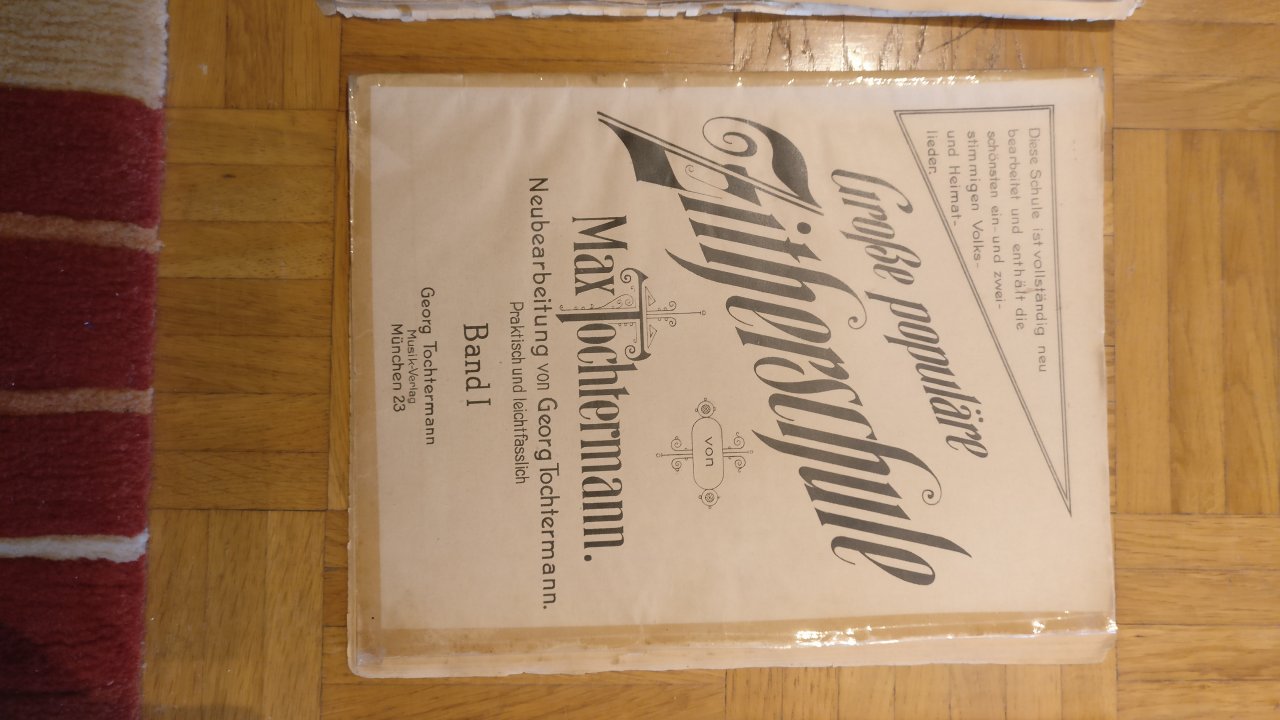 Diese Schule ist vollständig neu
bearbeitet und enthält die
schönsten ein- und zwei-
stimmigen Volks-
und Heimat-
lieder.
Große populäre
Zitherschule
von
Max Tochtermann.
Neubearbeitung von Georg Tochtermann.
Praktisch und leichtfasslich
Band I
Georg Tochtermann
Musik-Verlag
München 23